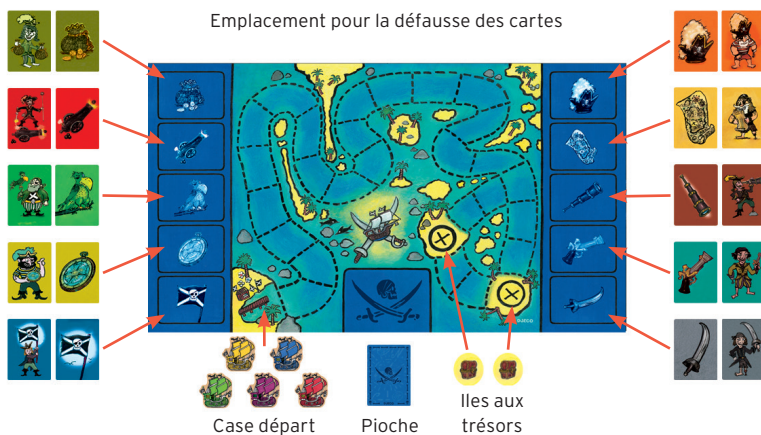 Emplacement pour la défausse des cartes
Case départ
Pioche
Iles aux
trésors